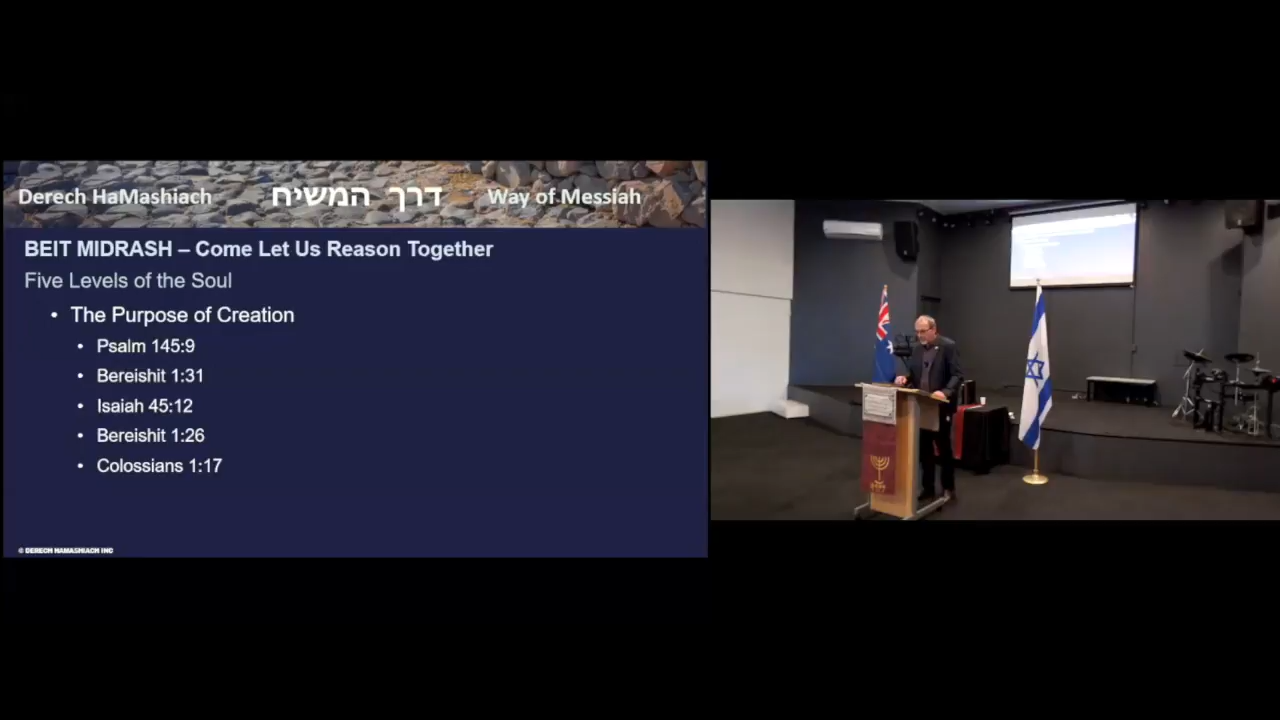 Derech HaMashiach דרך המשיח Way of Messiah
BEIT MIDRASH – Come Let Us Reason Together
Five Levels of the Soul
• The Purpose of Creation
• Psalm 145:9
• Bereishit 1:31
• Isaiah 45:12
• Bereishit 1:26
• Colossians 1:17
© DERECH HAMASHIACH INC